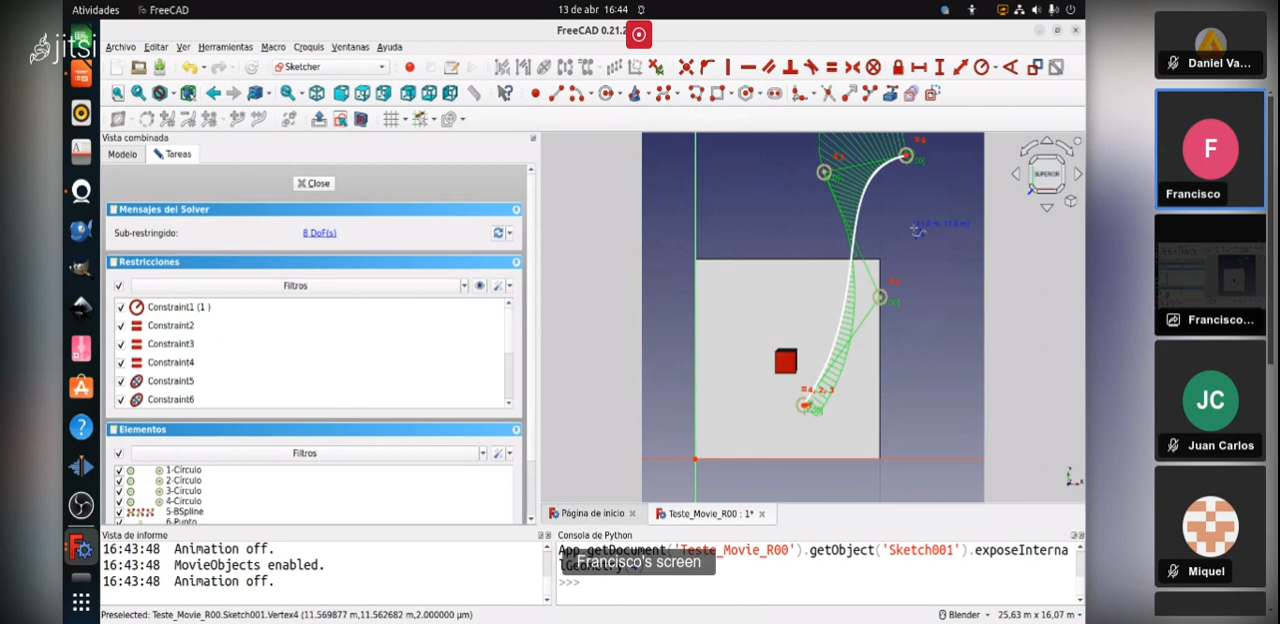 Atividades
FreeCAD
13 de abr 16:44
jitsi
FreeCAD 0.21.2
Archivo Editar Ver Herramientas Macro Croquis Ventanas Ayuda
Sketcher
Vista combinada
Modelo
Tareas
Close
Mensajes del Solver
Sub-restringido:
8 DoF(s)
Restricciones
Filtros
Constraint1 (1 )
Constraint2
Constraint3
Constraint4
Constraint5
Constraint6
Elementos
Filtros
1-Círculo
2-Círculo
3-Círculo
4-Círculo
5-BSpline
6-Punto
SUPERIOR
Página de inicio
Teste_Movie_R00 : 1*
Vista de informe
16:43:48 Animation off.
16:43:48 MovieObjects enabled.
16:43:48 Animation off.
Consola de Python
App.getDocument('Teste_Movie_R00').getObject('Sketch001').exposeInterna
>>>
Francisco's screen
Preselected: Teste_Movie_R00.Sketch001.Vertex4 (11.569877 m,11.562682 m,2.000000 µm)
Blender
25,63 m x 16,07 m
Daniel Va...
F
Francisco
Francisco...
JC
Juan Carlos
Miquel